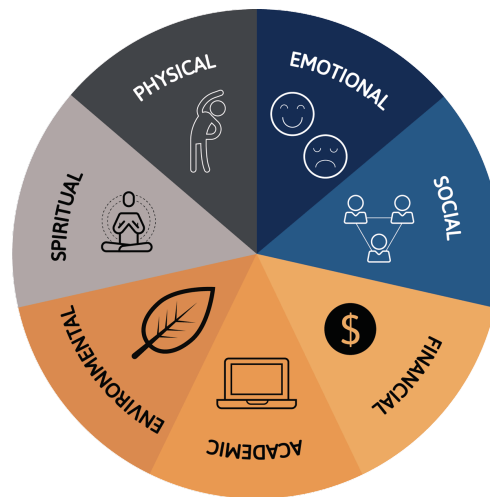 PHYSICAL
EMOTIONAL
SOCIAL
FINANCIAL
ACADEMIC
ENVIRONMENTAL
SPIRITUAL
$